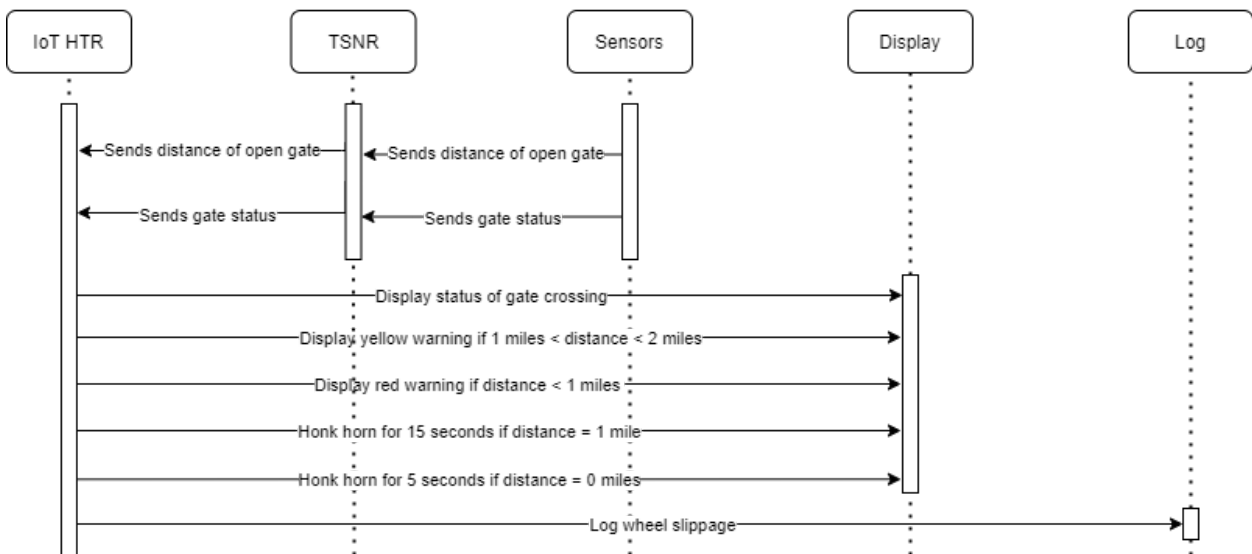 IoT HTR
TSNR
Sensors
Display
Log
Sends distance of open gate
Sends distance of open gate
Sends gate status
Sends gate status
Display status of gate crossing
Display yellow warning if 1 miles < distance < 2 miles
Display red warning if distance < 1 miles
Honk horn for 15 seconds if distance = 1 mile
Honk horn for 5 seconds if distance = 0 miles
Log wheel slippage